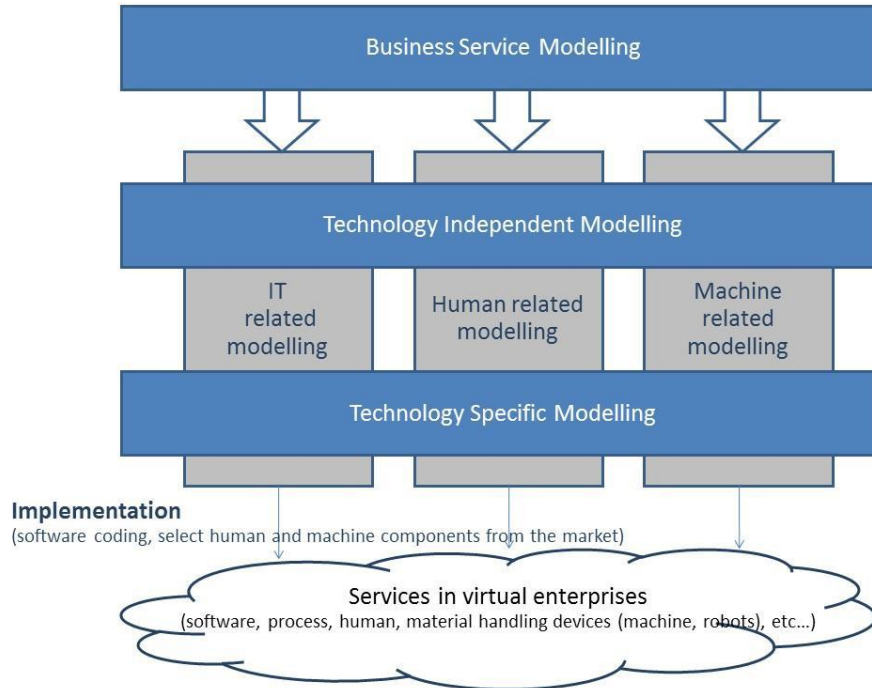 Business Service Modelling
Technology Independent Modelling
IT
related
modelling
Human related
modelling
Machine
related
modelling
Technology Specific Modelling
Implementation
(software coding, select human and machine components from the market)
Services in virtual enterprises
(software, process, human, material handling devices (machine, robots), etc...)